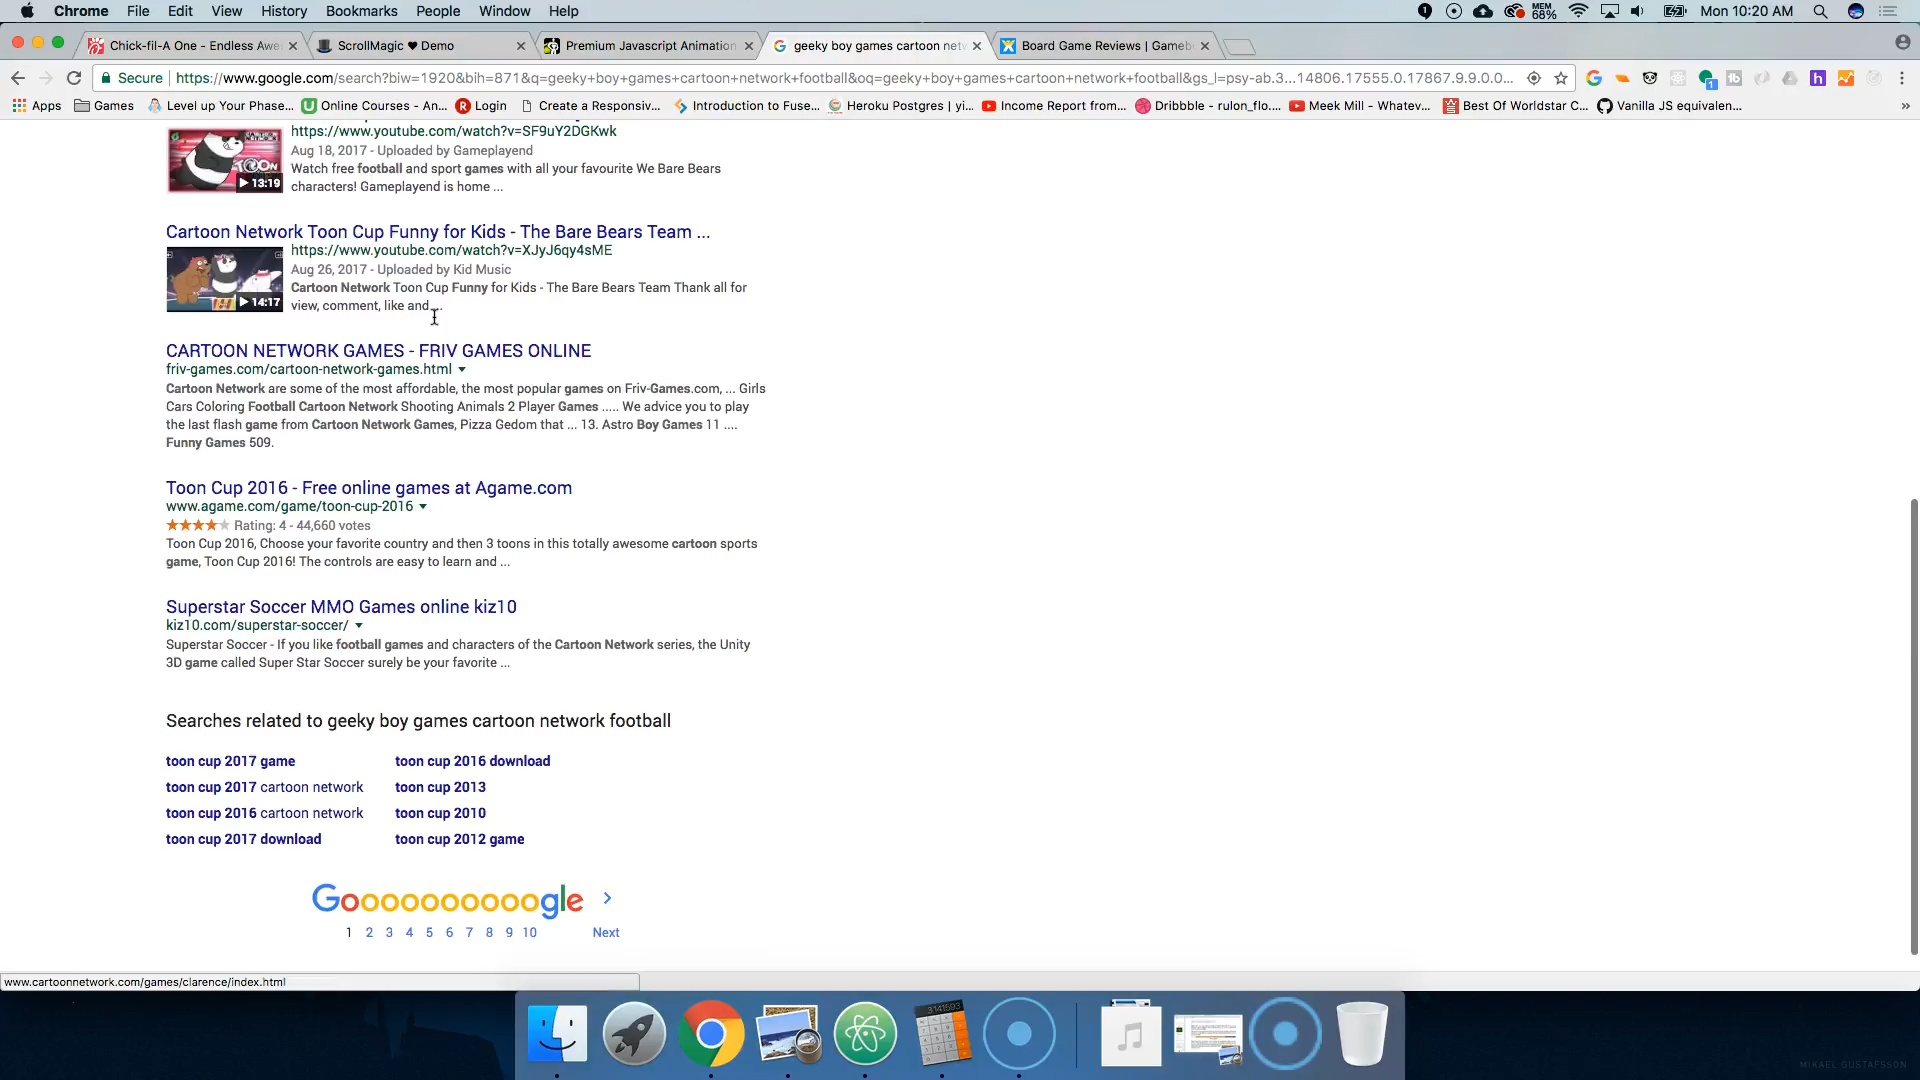 Chrome File Edit View History Bookmarks People Window Help MEM 68% Mon 10:20 AM
Chick-fil-A One - Endless Awe ScrollMagic ♥ Demo Premium Javascript Animation geeky boy games cartoon netw Board Game Reviews | Gameb
Secure https://www.google.com/search?biw=1920&bih=871&q=geeky+boy+games+cartoon+network+football&oq=geeky+boy+games+cartoon+network+football&gs_l=psy-ab.3...14806.17555.0.17867.9.9.0.0...
Apps Games Level up Your Phase... Online Courses - An... Login Create a Responsiv... Introduction to Fuse... Heroku Postgres | yi... Income Report from... Dribbble - rulon_flo.... Meek Mill - Whatev... Best Of Worldstar C... Vanilla JS equivalen...
https://www.youtube.com/watch?v=SF9uY2DGKwk
Aug 18, 2017 - Uploaded by Gameplayend
Watch free football and sport games with all your favourite We Bare Bears
characters! Gameplayend is home ...
13:19
Cartoon Network Toon Cup Funny for Kids - The Bare Bears Team ...
https://www.youtube.com/watch?v=XJyJ6qy4sME
Aug 26, 2017 - Uploaded by Kid Music
Cartoon Network Toon Cup Funny for Kids - The Bare Bears Team Thank all for
view, comment, like and ...
14:17
CARTOON NETWORK GAMES - FRIV GAMES ONLINE
friv-games.com/cartoon-network-games.html
Cartoon Network are some of the most affordable, the most popular games on Friv-Games.com, ... Girls
Cars Coloring Football Cartoon Network Shooting Animals 2 Player Games ..... We advice you to play
the last flash game from Cartoon Network Games, Pizza Gedom that ... 13. Astro Boy Games 11 ....
Funny Games 509.
Toon Cup 2016 - Free online games at Agame.com
www.agame.com/game/toon-cup-2016
Rating: 4 - 44,660 votes
Toon Cup 2016, Choose your favorite country and then 3 toons in this totally awesome cartoon sports
game, Toon Cup 2016! The controls are easy to learn and ...
Superstar Soccer MMO Games online kiz10
kiz10.com/superstar-soccer/
Superstar Soccer - If you like football games and characters of the Cartoon Network series, the Unity
3D game called Super Star Soccer surely be your favorite ...
Searches related to geeky boy games cartoon network football
toon cup 2017 game toon cup 2016 download
toon cup 2017 cartoon network toon cup 2013
toon cup 2016 cartoon network toon cup 2010
toon cup 2017 download toon cup 2012 game
Goooooooooogle
1 2 3 4 5 6 7 8 9 10 Next
www.cartoonnetwork.com/games/clarence/index.html
MIKAEL GUSTAFSSON